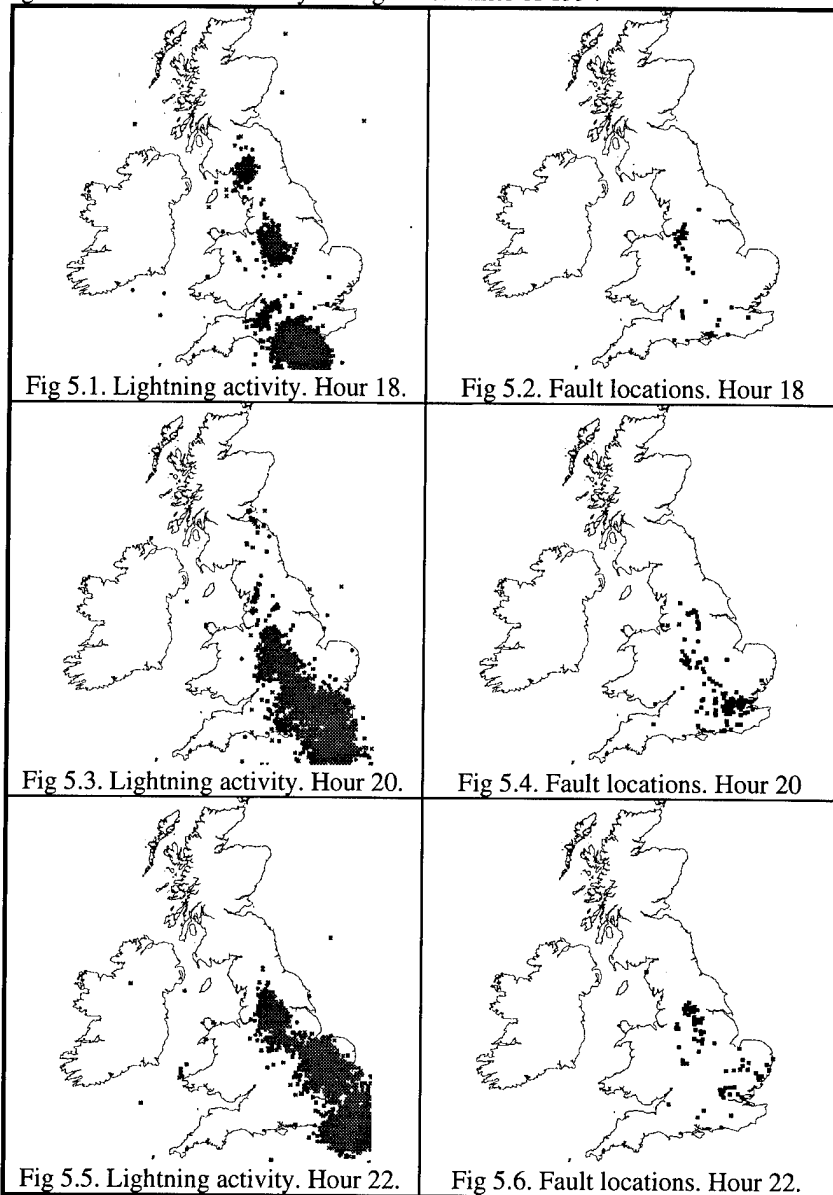 Fig 5.1. Lightning activity. Hour 18.
Fig 5.2. Fault locations. Hour 18
Fig 5.3. Lightning activity. Hour 20.
Fig 5.4. Fault locations. Hour 20
Fig 5.5. Lightning activity. Hour 22.
Fig 5.6. Fault locations. Hour 22.